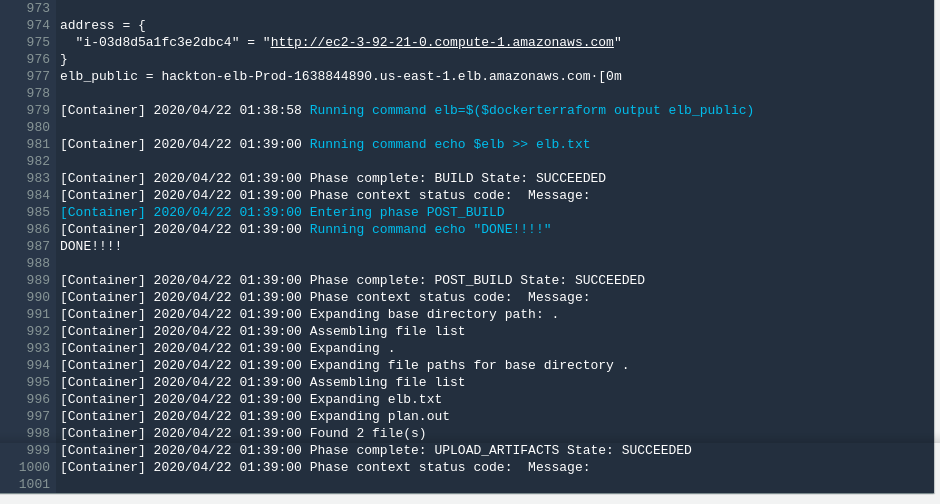 973
974 address = {
975   "i-03d8d5a1fc3e2dbc4" = "http://ec2-3-92-21-0.compute-1.amazonaws.com"
976 }
977 elb_public = hackton-elb-Prod-1638844890.us-east-1.elb.amazonaws.com·[0m
978
979 [Container] 2020/04/22 01:38:58 Running command elb=$($dockerterraform output elb_public)
980
981 [Container] 2020/04/22 01:39:00 Running command echo $elb >> elb.txt
982
983 [Container] 2020/04/22 01:39:00 Phase complete: BUILD State: SUCCEEDED
984 [Container] 2020/04/22 01:39:00 Phase context status code:  Message:
985 [Container] 2020/04/22 01:39:00 Entering phase POST_BUILD
986 [Container] 2020/04/22 01:39:00 Running command echo "DONE!!!!"
987 DONE!!!!
988
989 [Container] 2020/04/22 01:39:00 Phase complete: POST_BUILD State: SUCCEEDED
990 [Container] 2020/04/22 01:39:00 Phase context status code:  Message:
991 [Container] 2020/04/22 01:39:00 Expanding base directory path: .
992 [Container] 2020/04/22 01:39:00 Assembling file list
993 [Container] 2020/04/22 01:39:00 Expanding .
994 [Container] 2020/04/22 01:39:00 Expanding file paths for base directory .
995 [Container] 2020/04/22 01:39:00 Assembling file list
996 [Container] 2020/04/22 01:39:00 Expanding elb.txt
997 [Container] 2020/04/22 01:39:00 Expanding plan.out
998 [Container] 2020/04/22 01:39:00 Found 2 file(s)
999 [Container] 2020/04/22 01:39:00 Phase complete: UPLOAD_ARTIFACTS State: SUCCEEDED
1000 [Container] 2020/04/22 01:39:00 Phase context status code:  Message:
1001